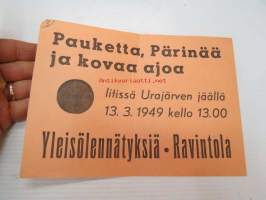 Pauketta, Pärinää
ja kovaa ajoa
Iitissä Urajärven jäällä
13. 3. 1949 kello 13.00
Yleisölennätyksiä • Ravintola